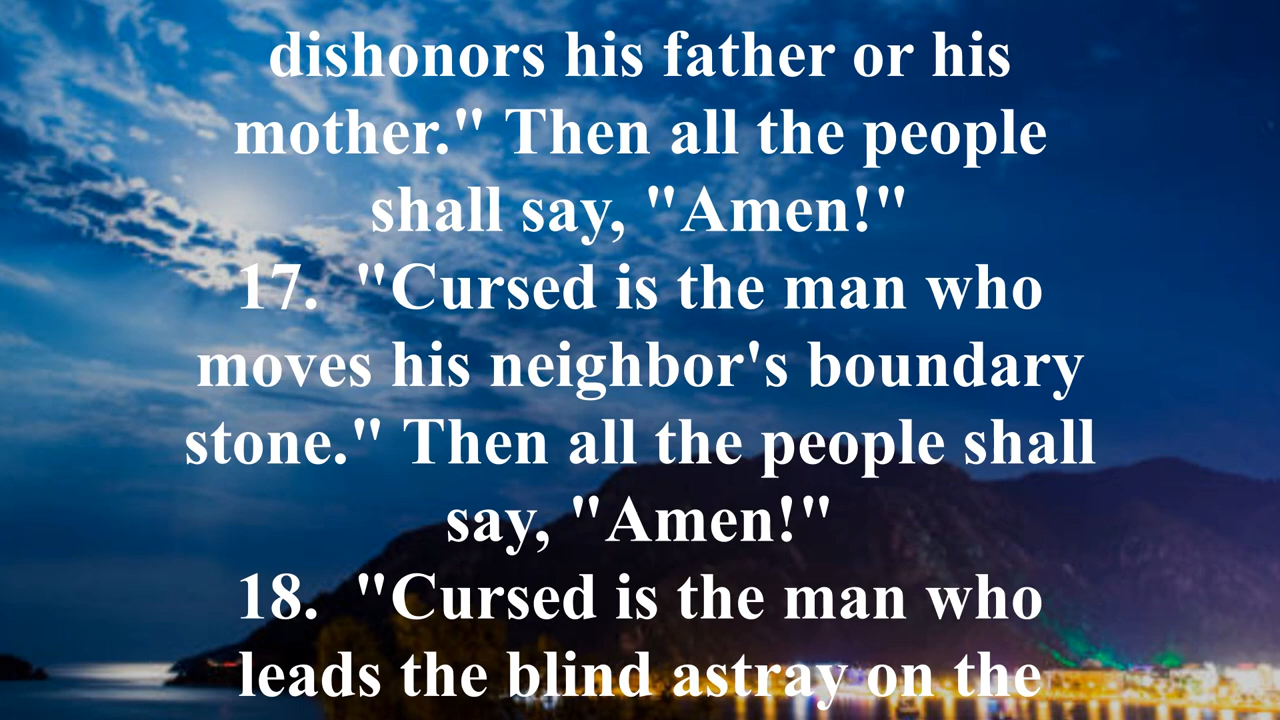 dishonors his father or his
mother." Then all the people
shall say, "Amen!"
17.  "Cursed is the man who
moves his neighbor's boundary
stone." Then all the people shall
say, "Amen!"
18.  "Cursed is the man who
leads the blind astray on the